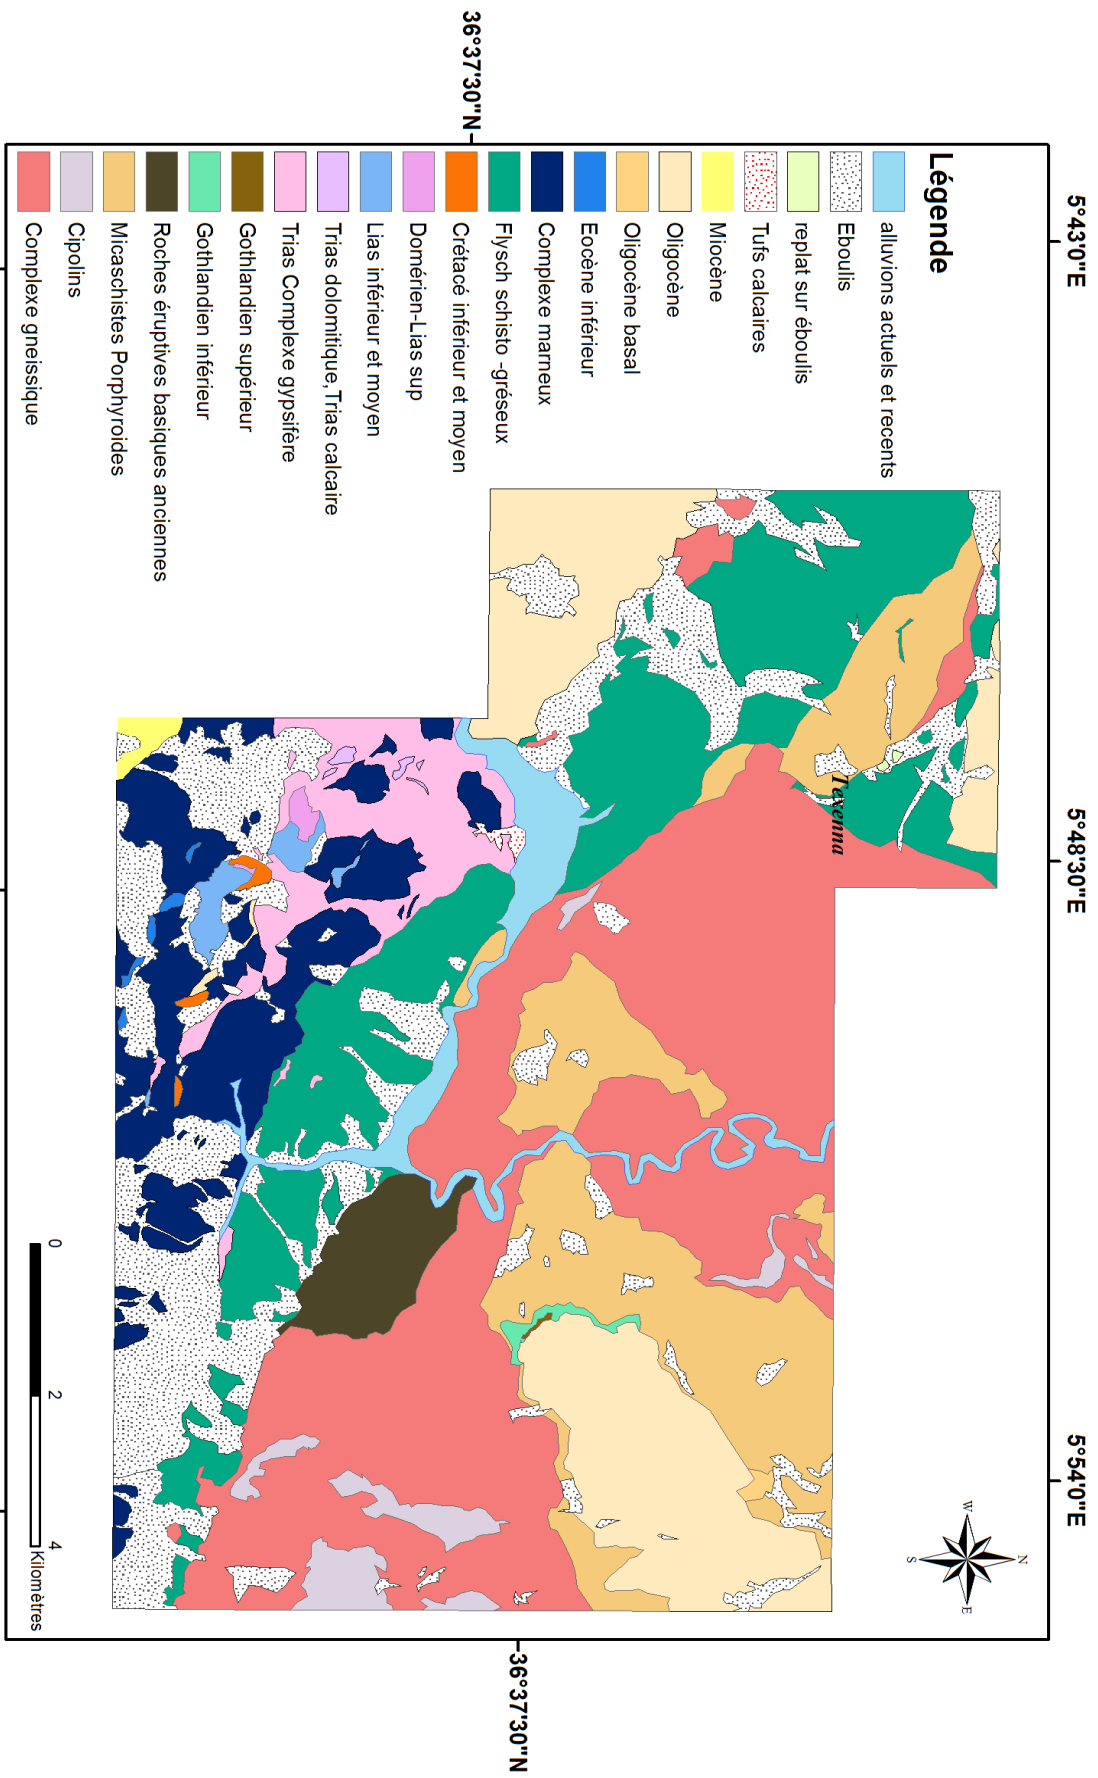 5°43'0"E
5°48'30"E
5°54'0"E
36°37'30"N
36°37'30"N
N
W
E
S
Légende
alluvions actuels et recents
Eboulis
replat sur éboulis
Tufs calcaires
Miocène
Oligocène
Oligocène basal
Eocène inférieur
Complexe marneux
Flysch schisto -gréseux
Crétacé inférieur et moyen
Domérien-Lias sup
Lias inférieur et moyen
Trias dolomitique,Trias calcaire
Trias Complexe gypsifère
Gothlandien supérieur
Gothlandien inférieur
Roches éruptives basiques anciennes
Micaschistes Porphyroides
Cipolins
Complexe gneissique
Texenna
0 2 4
Kilomètres